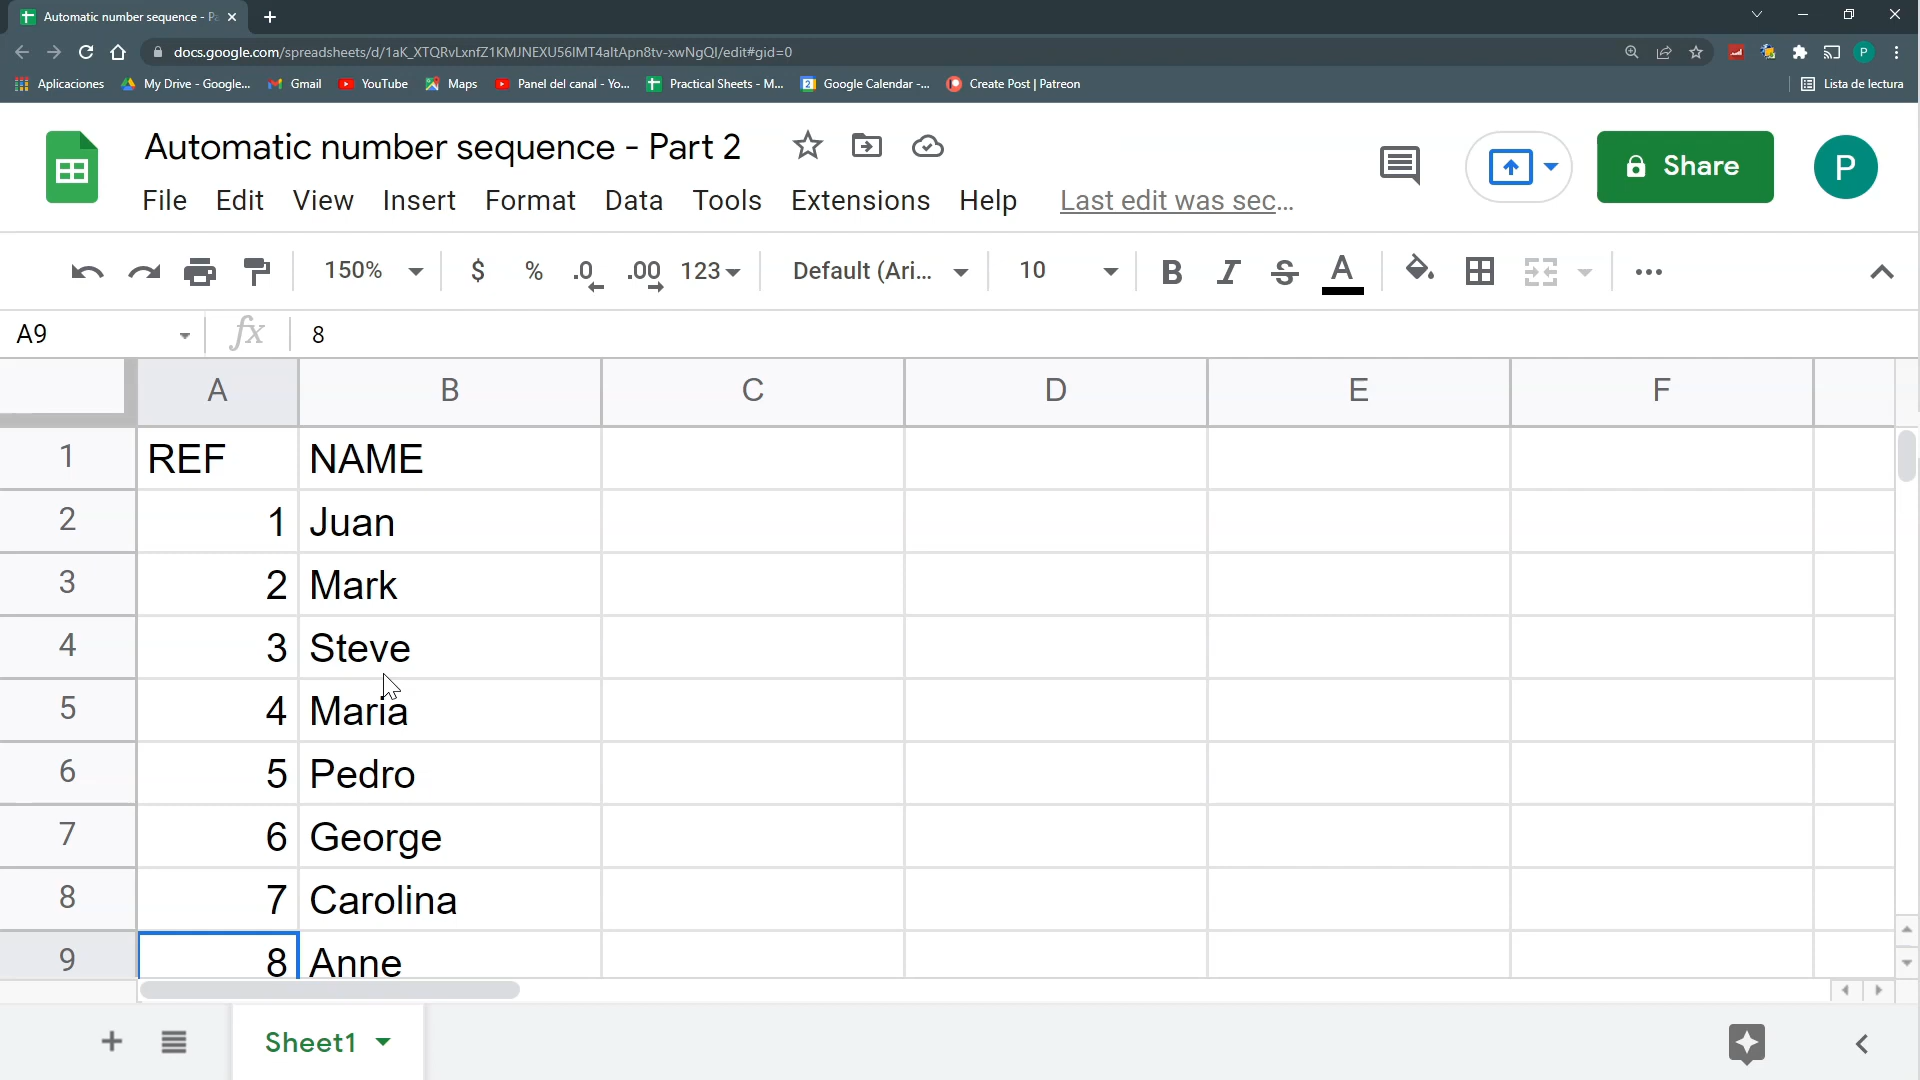 Automatic number sequence - Pa
docs.google.com/spreadsheets/d/1aK_XTQRvLxnfZ1KMJNEXU56IMT4altApn8tv-xwNgQI/edit#gid=0
Aplicaciones My Drive - Google... Gmail YouTube Maps Panel del canal - Yo... Practical Sheets - M... Google Calendar -... Create Post | Patreon Lista de lectura
Automatic number sequence - Part 2
Share
P
File Edit View Insert Format Data Tools Extensions Help Last edit was sec...
150% $ % .0 .00 123 Default (Ari... 10 B I S A
A9 fx 8
A B C D E F
1 REF NAME
2 1 Juan
3 2 Mark
4 3 Steve
5 4 Maria
6 5 Pedro
7 6 George
8 7 Carolina
9 8 Anne
Sheet1